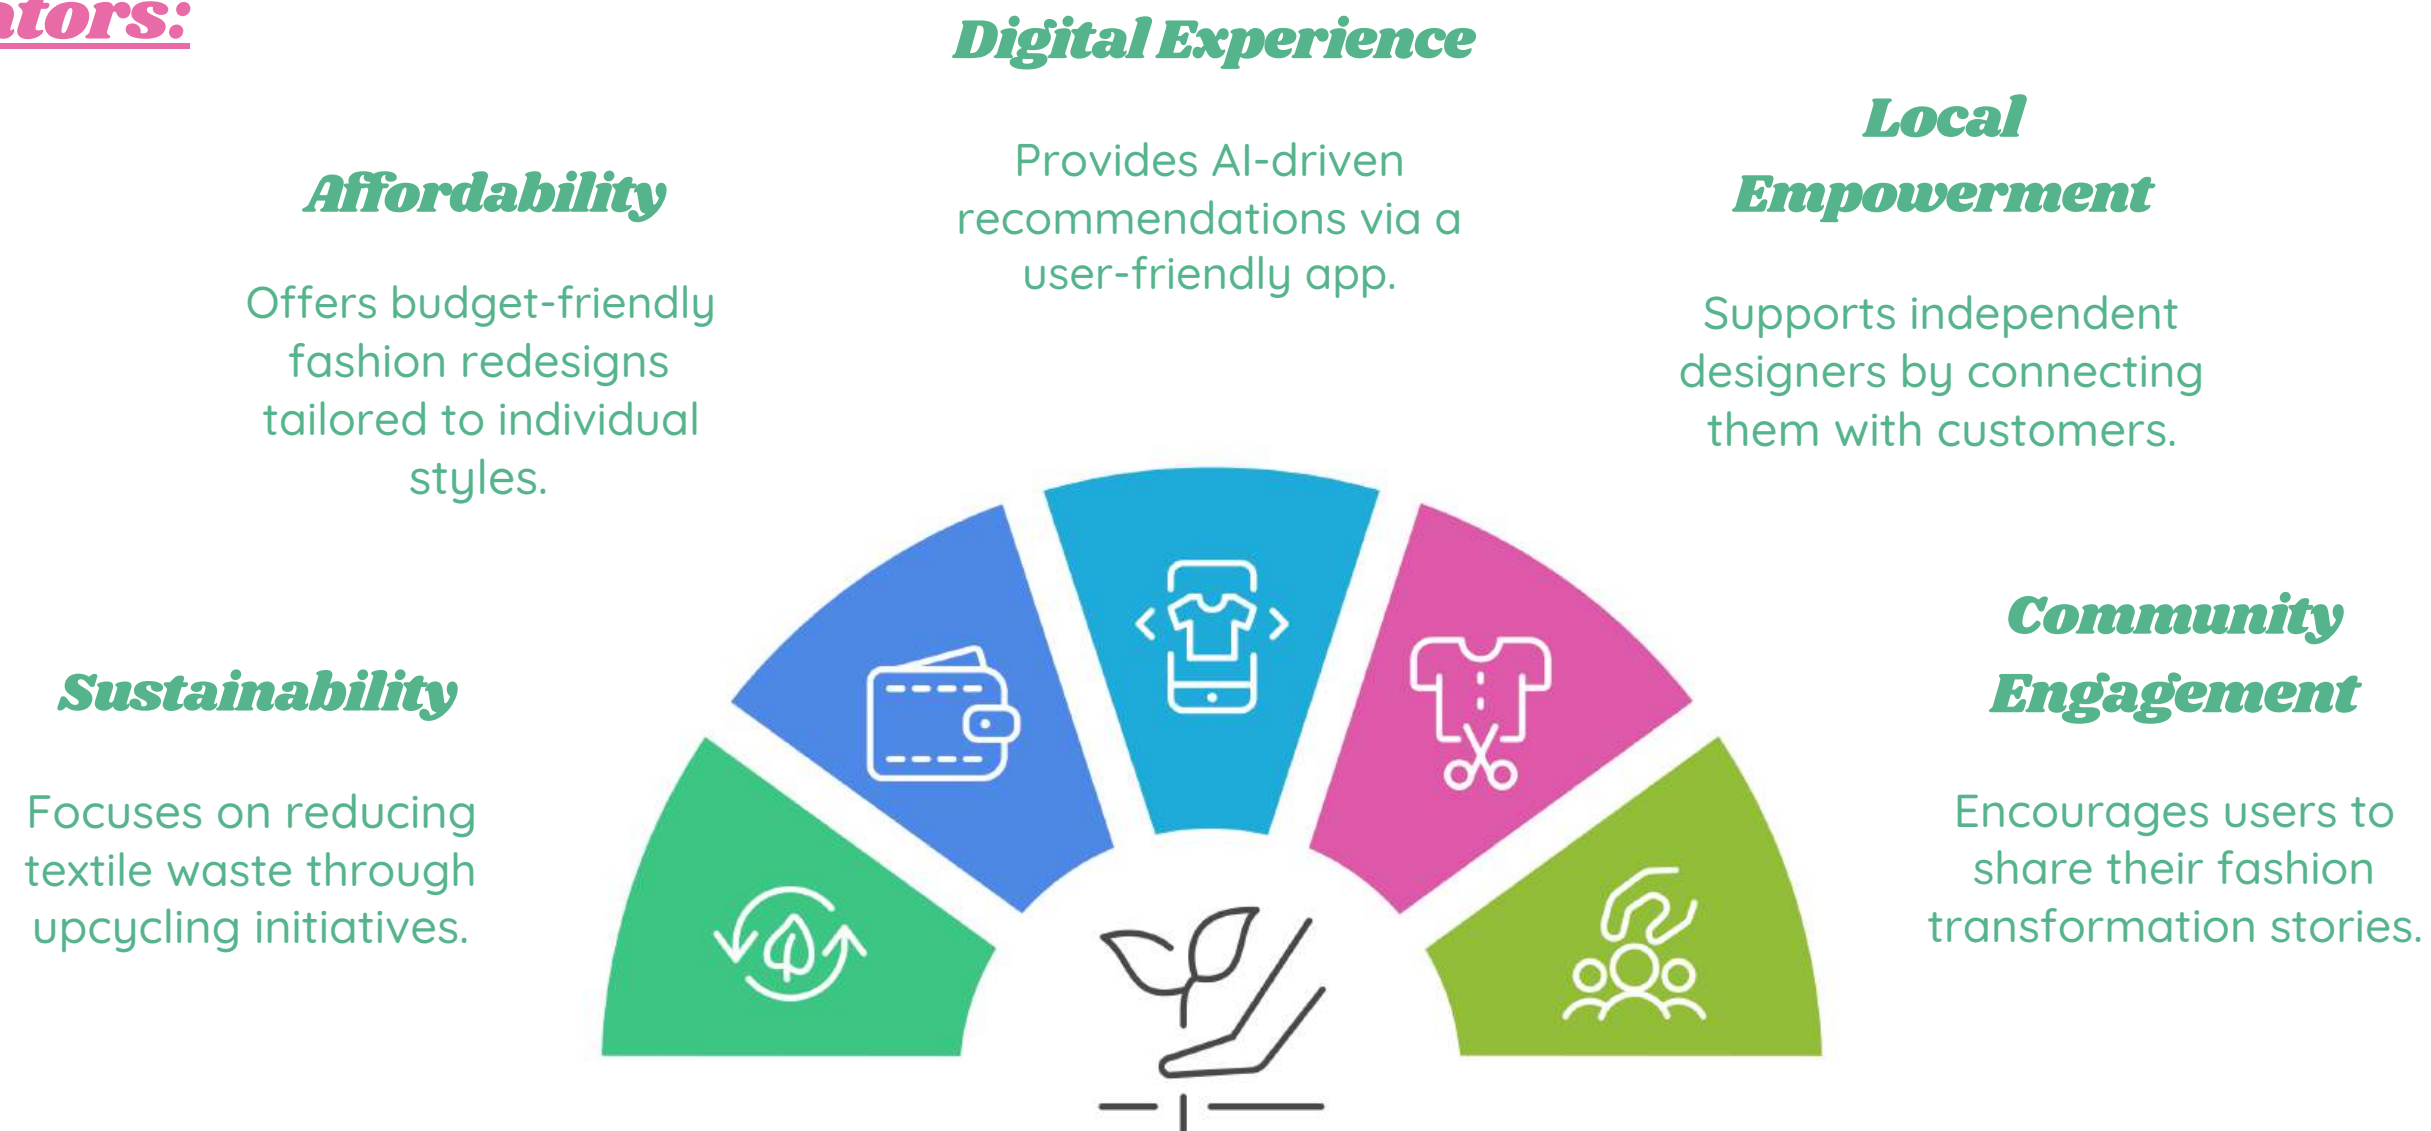 ators:
Sustainability
Focuses on reducing
textile waste through
upcycling initiatives.
Affordability
Offers budget-friendly
fashion redesigns
tailored to individual
styles.
Digital Experience
Provides AI-driven
recommendations via a
user-friendly app.
Local
Empowerment
Supports independent
designers by connecting
them with customers.
Community
Engagement
Encourages users to
share their fashion
transformation stories.